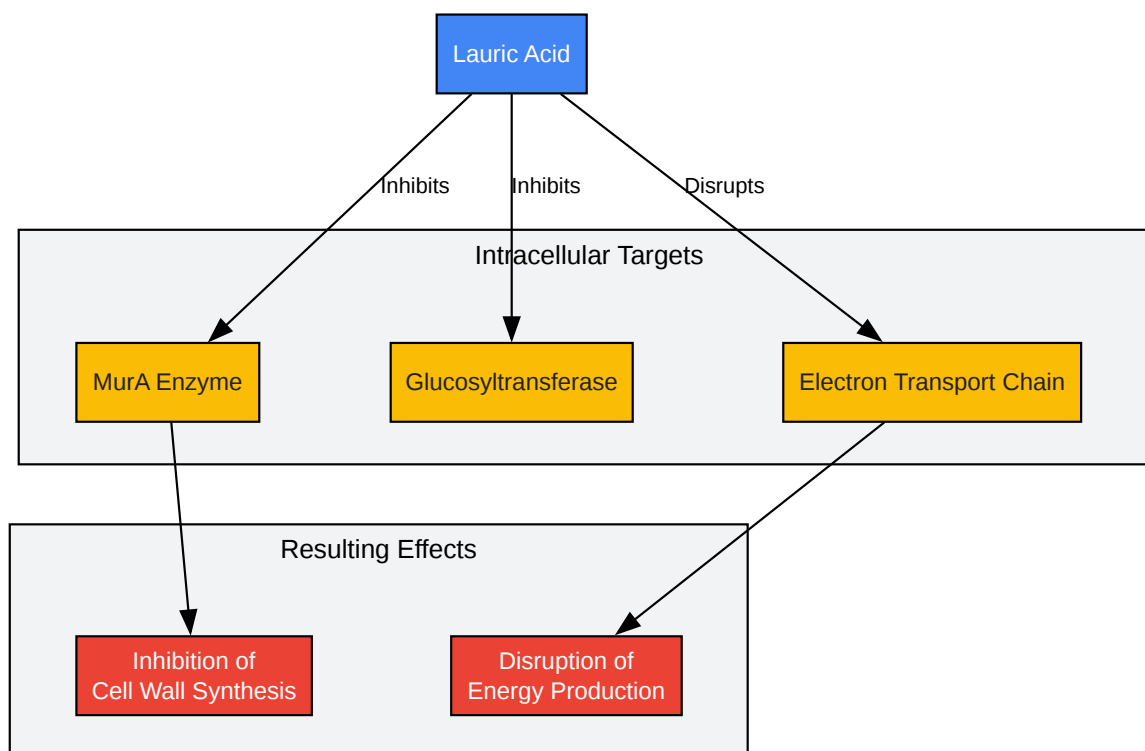 Lauric Acid
Inhibits
Inhibits
Disrupts
Intracellular Targets
MurA Enzyme
Glucosyltransferase
Electron Transport Chain
Resulting Effects
Inhibition of
Cell Wall Synthesis
Disruption of
Energy Production